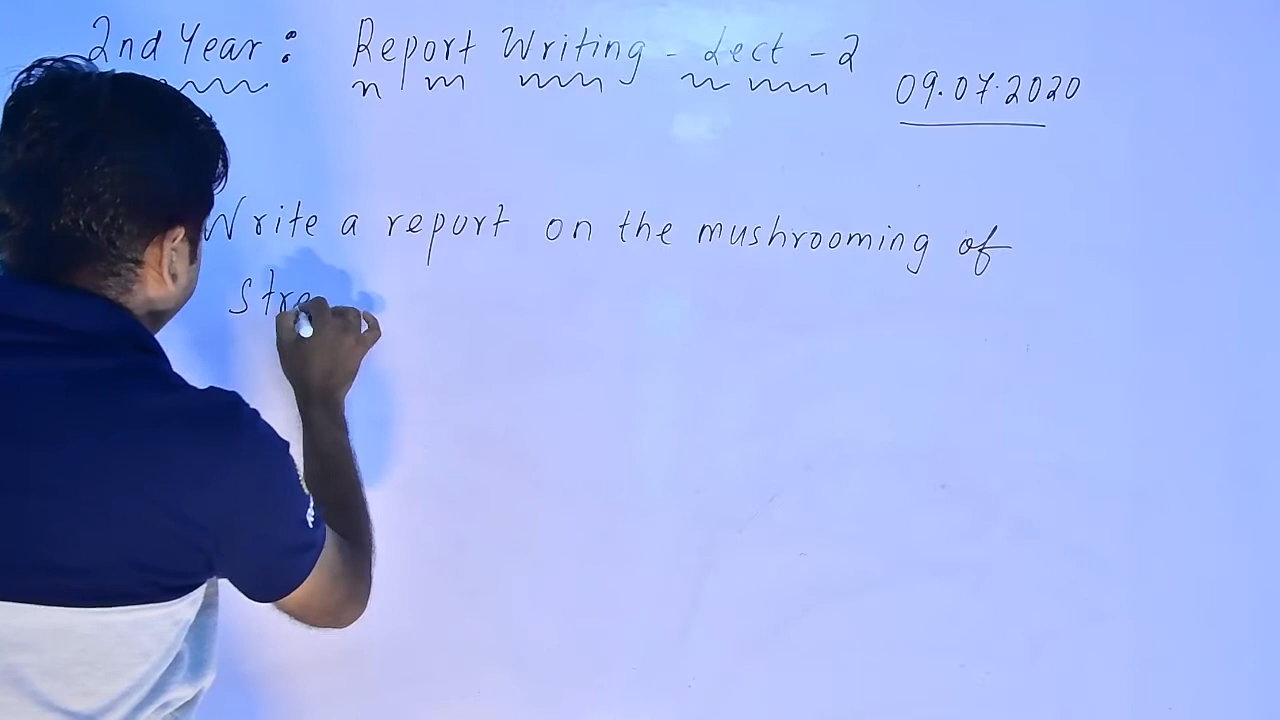 2nd Year: Report Writing - Lect - 2
09.07.2020
Write a report on the mushrooming of